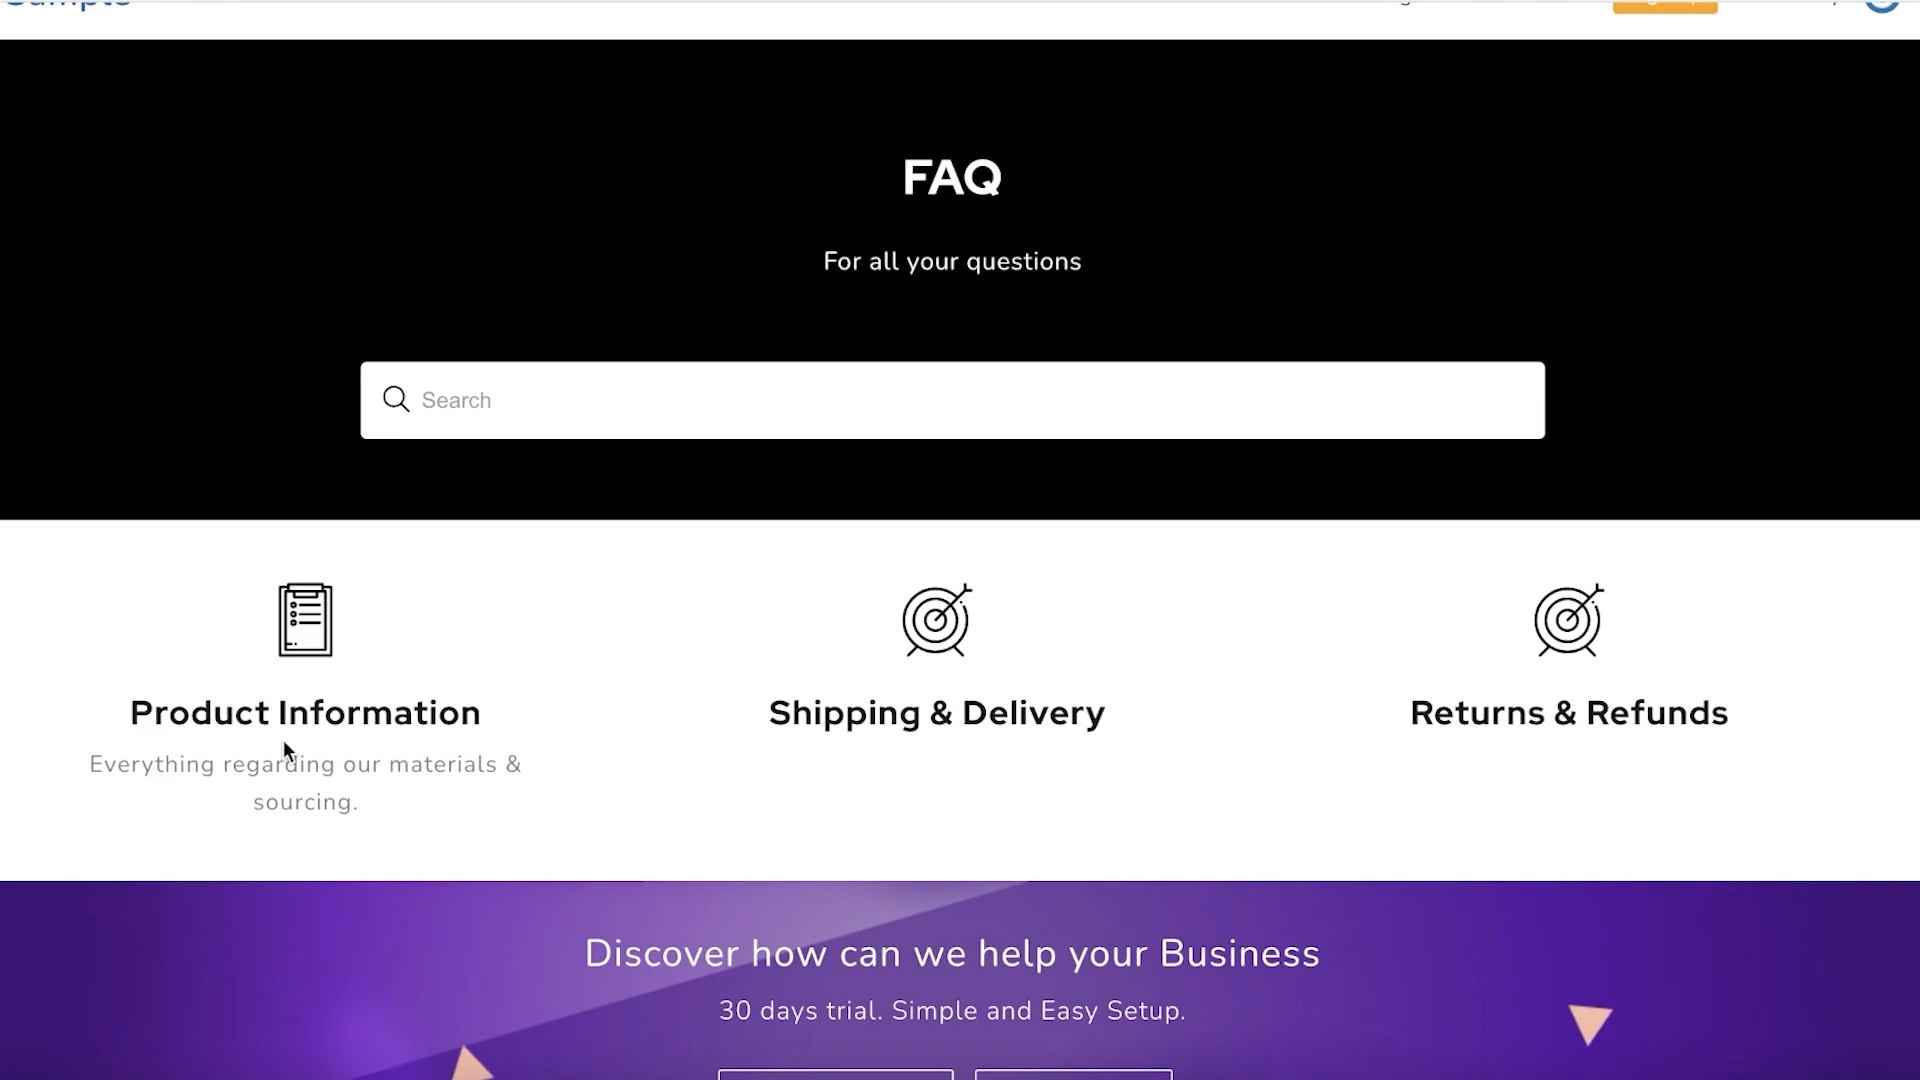 FAQ
For all your questions
Search
Product Information
Shipping & Delivery
Returns & Refunds
Everything regarding our materials &
sourcing.
Discover how can we help your Business
30 days trial. Simple and Easy Setup.